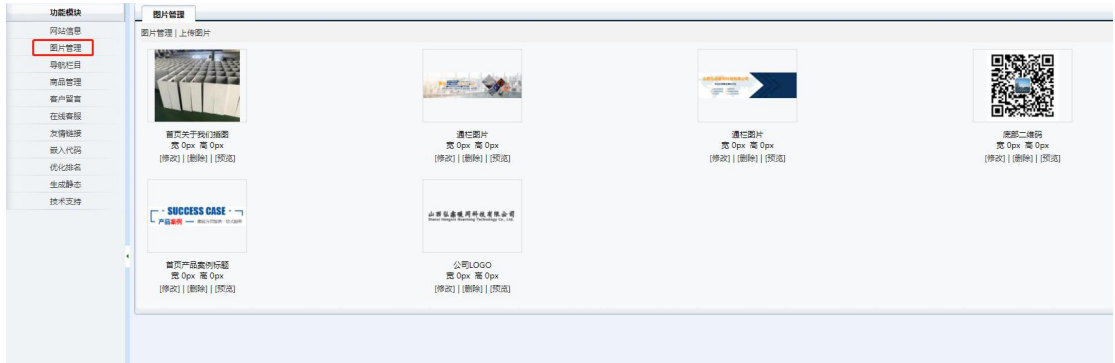 功能模块
网站信息
图片管理
导航栏目
商品管理
客户留言
在线客服
友情链接
嵌入代码
优化排名
生成静态
技术支持
图片管理
图片管理 | 上传图片
首页关于我们插图
宽 0px 高 0px
[修改] | [删除] | [预览]
通栏图片
宽 0px 高 0px
[修改] | [删除] | [预览]
通栏图片
宽 0px 高 0px
[修改] | [删除] | [预览]
底部二维码
宽 0px 高 0px
[修改] | [删除] | [预览]
SUCCESS CASE
产品案例
首页产品案例标题
宽 0px 高 0px
[修改] | [删除] | [预览]
公司LOGO
宽 0px 高 0px
[修改] | [删除] | [预览]